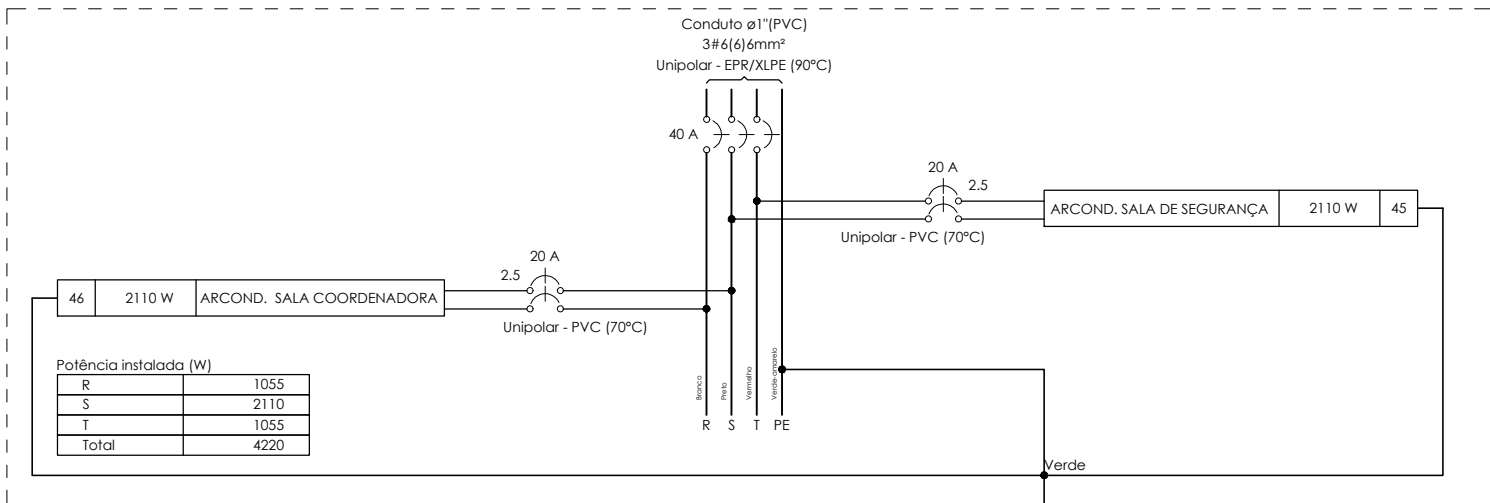 Conduto ø1"(PVC)
3#6(6)6mm²
Unipolar - EPR/XLPE (90°C)
40 A
20 A
2.5
ARCOND. SALA DE SEGURANÇA 2110 W 45
Unipolar - PVC (70°C)
20 A
2.5
46 2110 W ARCOND. SALA COORDENADORA
Unipolar - PVC (70°C)
Potência instalada (W)
R 1055
S 2110
T 1055
Total 4220
Branco
Preto
Vermelho
Verde-amarelo
R S T PE
Verde